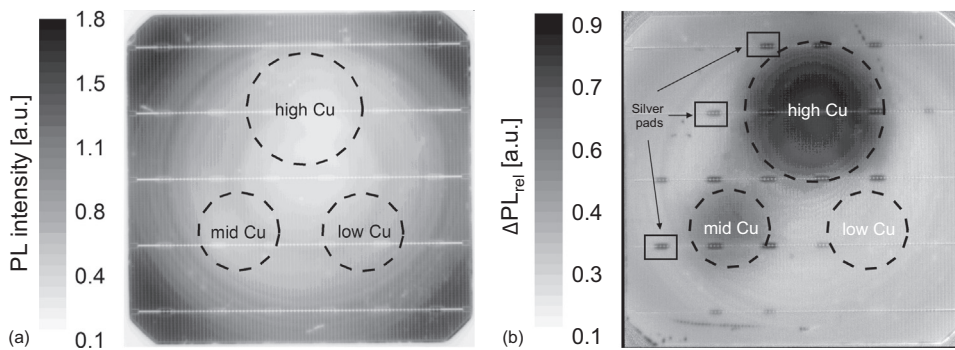 PL intensity [a.u.]
1.8
1.5
1.1
0.8
0.4
0.1
high Cu
mid Cu
low Cu
(a)
ΔPLrel [a.u.]
0.9
0.7
0.6
0.4
0.3
0.1
Silver
pads
high Cu
mid Cu
low Cu
(b)